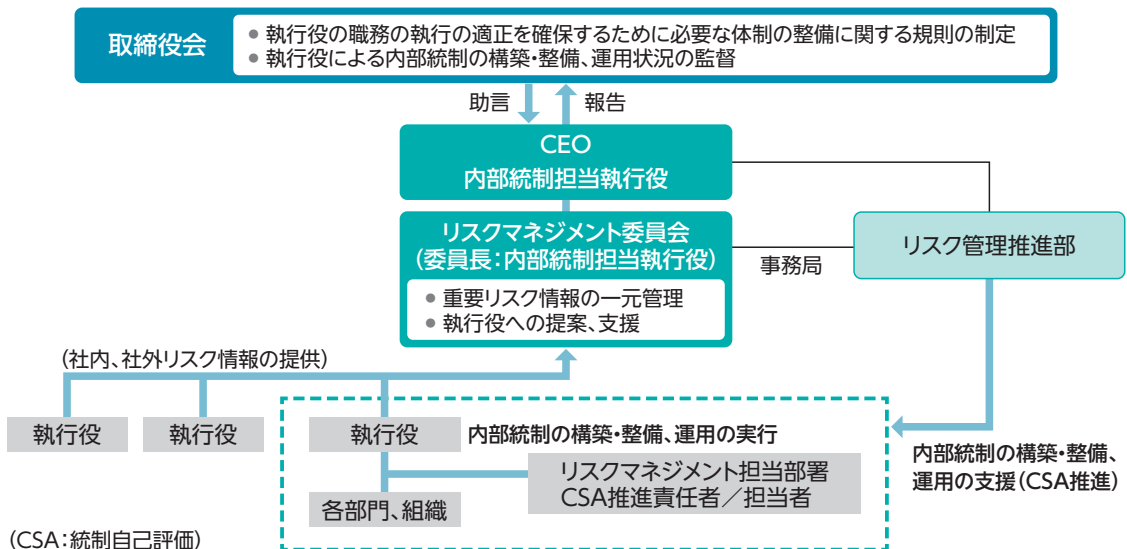 取締役会
● 執行役の職務の執行の適正を確保するために必要な体制の整備に関する規則の制定
● 執行役による内部統制の構築・整備、運用状況の監督
助言
報告
CEO
内部統制担当執行役
リスクマネジメント委員会
(委員長:内部統制担当執行役)
● 重要リスク情報の一元管理
● 執行役への提案、支援
事務局
リスク管理推進部
(社内、社外リスク情報の提供)
執行役
執行役
執行役
内部統制の構築・整備、運用の実行
リスクマネジメント担当部署
CSA推進責任者/担当者
各部門、組織
内部統制の構築・整備、
運用の支援(CSA推進)
(CSA:統制自己評価)